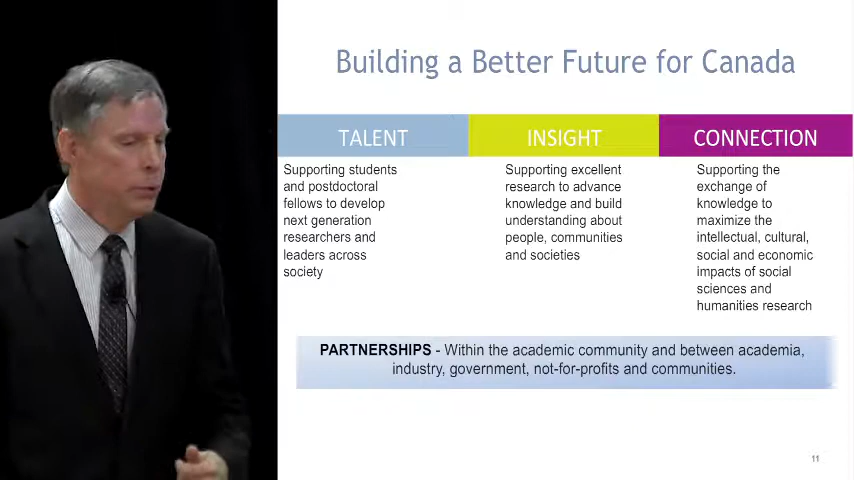 Building a Better Future for Canada
TALENT
INSIGHT
CONNECTION
Supporting students
and postdoctoral
fellows to develop
next generation
researchers and
leaders across
society
Supporting excellent
research to advance
knowledge and build
understanding about
people, communities
and societies
Supporting the
exchange of
knowledge to
maximize the
intellectual, cultural,
social and economic
impacts of social
sciences and
humanities research
PARTNERSHIPS - Within the academic community and between academia,
industry, government, not-for-profits and communities.
11